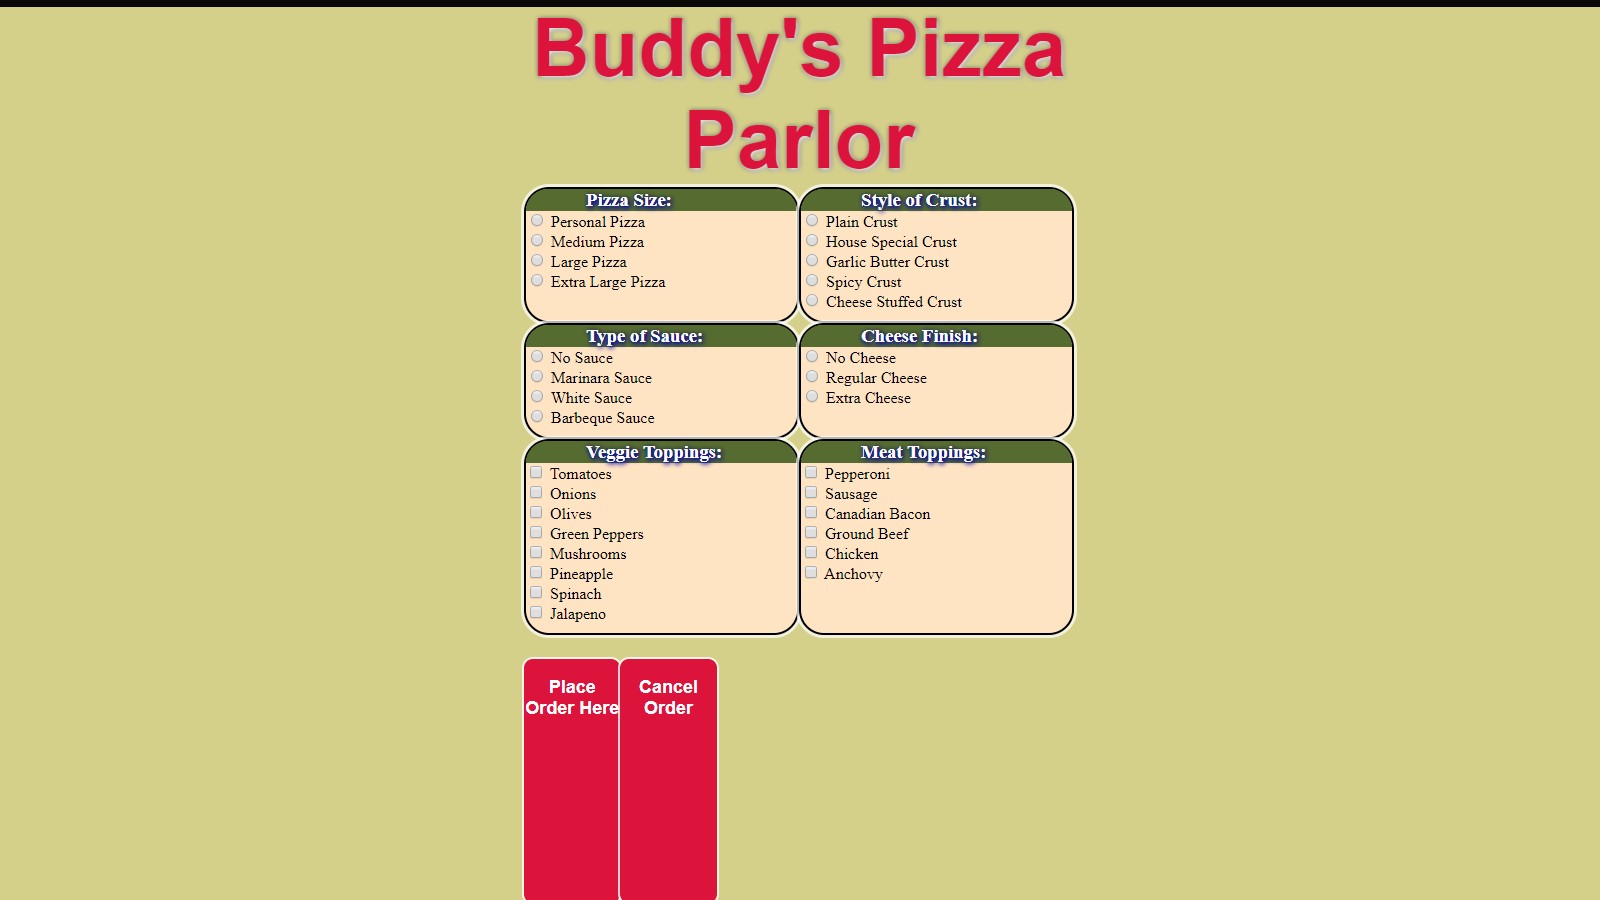 Buddy's Pizza
Parlor
Pizza Size:
Personal Pizza
Medium Pizza
Large Pizza
Extra Large Pizza
Style of Crust:
Plain Crust
House Special Crust
Garlic Butter Crust
Spicy Crust
Cheese Stuffed Crust
Type of Sauce:
No Sauce
Marinara Sauce
White Sauce
Barbeque Sauce
Cheese Finish:
No Cheese
Regular Cheese
Extra Cheese
Veggie Toppings:
Tomatoes
Onions
Olives
Green Peppers
Mushrooms
Pineapple
Spinach
Jalapeno
Meat Toppings:
Pepperoni
Sausage
Canadian Bacon
Ground Beef
Chicken
Anchovy
Place
Order Here
Cancel
Order